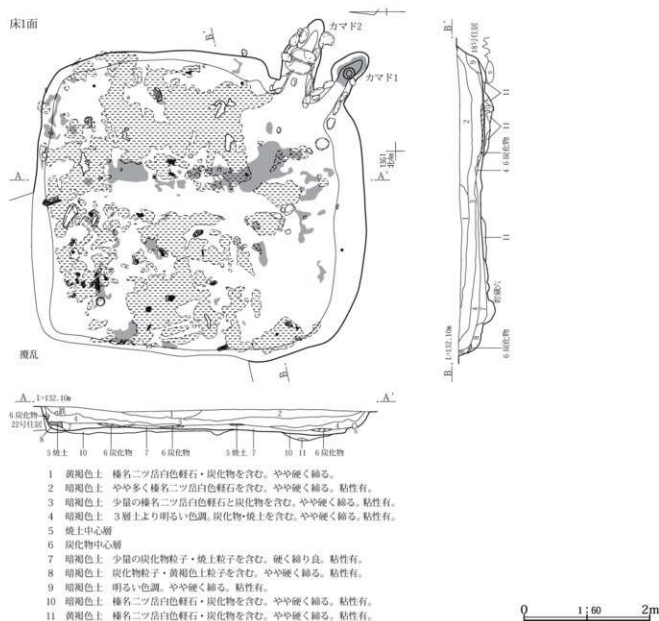 床1面
B'
カマド2
カマド1
A
A'
B
攪乱
B'
9 18号住居
5
2
11
11
4 6 炭化物
11
貯蔵穴
6 炭化物
B L=132.10m
A L=132.10m
A'
1
2
6 炭化物
22号住居
4
8
5 焼土 10 6 炭化物 7 6 炭化物 5 焼土 7 10 11 6 炭化物
1 黄褐色土 榛名二ツ岳白色軽石・炭化物を含む。やや硬く締る。
2 暗褐色土 やや多く榛名二ツ岳白色軽石を含む。やや硬く締る。粘性有。
3 暗褐色土 少量の榛名二ツ岳白色軽石と炭化物を含む。やや硬く締る。
4 暗褐色土 3層土より明るい色調。炭化物・焼土を含む。やや硬く締る。粘性有。
5 焼土中心層
6 炭化物中心層
7 暗褐色土 少量の炭化物粒子・焼土粒子を含む。硬く締り良。粘性有。
8 暗褐色土 炭化物粒子・黄褐色土粒子を含む。やや硬く締る。粘性有。
9 暗褐色土 明るい色調。やや硬く締る。粘性有。
10 暗褐色土 榛名二ツ岳白色軽石・炭化物を含む。やや硬く締る。粘性有。
11 黄褐色土 榛名二ツ岳白色軽石・炭化物を含む。やや硬く締る。粘性有。
0 1:60 2m